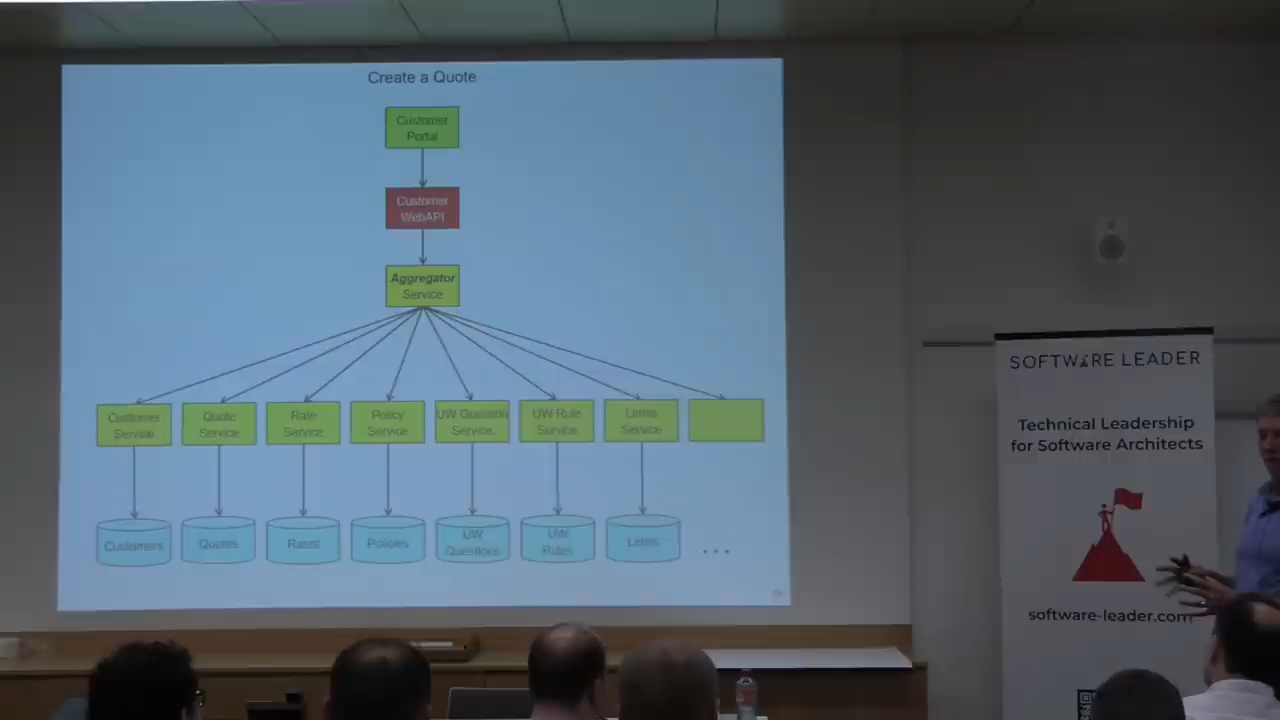 Create a Quote
Customer
Portal
Customer
WebAPI
Aggregator
Service
Customer
Service
Quote
Service
Rate
Service
Policy
Service
UW Question
Service
UW Rule
Service
Limits
Service
Customers
Quotes
Rates
Policies
UW
Questions
UW
Rules
Limits
...
SOFTWARE LEADER
Technical Leadership
for Software Architects
software-leader.com